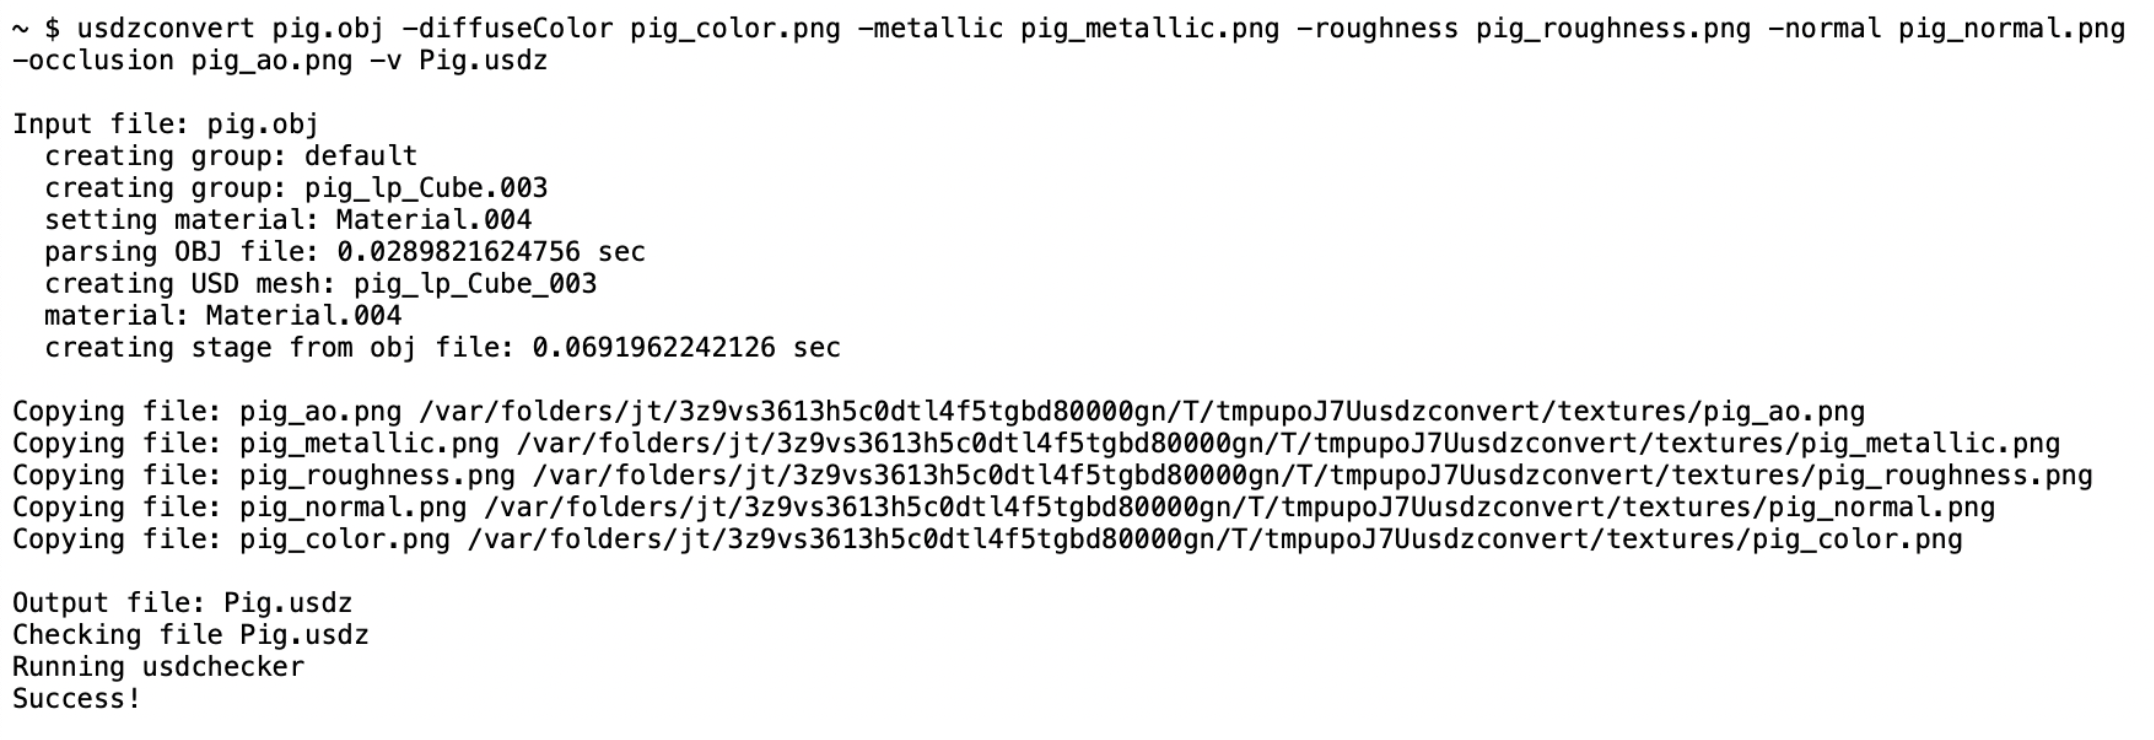 ~ $ usdzconvert pig.obj -diffuseColor pig_color.png -metallic pig_metallic.png -roughness pig_roughness.png -normal pig_normal.png
-occlusion pig_ao.png -v Pig.usdz
Input file: pig.obj
creating group: default
creating group: pig_lp_Cube.003
setting material: Material.004
parsing OBJ file: 0.0289821624756 sec
creating USD mesh: pig_lp_Cube_003
material: Material.004
creating stage from obj file: 0.0691962242126 sec
Copying file: pig_ao.png /var/folders/jt/3z9vs3613h5c0dtl4f5tgbd80000gn/T/tmpupoJ7Uusdzconvert/textures/pig_ao.png
Copying file: pig_metallic.png /var/folders/jt/3z9vs3613h5c0dtl4f5tgbd80000gn/T/tmpupoJ7Uusdzconvert/textures/pig_metallic.png
Copying file: pig_roughness.png /var/folders/jt/3z9vs3613h5c0dtl4f5tgbd80000gn/T/tmpupoJ7Uusdzconvert/textures/pig_roughness.png
Copying file: pig_normal.png /var/folders/jt/3z9vs3613h5c0dtl4f5tgbd80000gn/T/tmpupoJ7Uusdzconvert/textures/pig_normal.png
Copying file: pig_color.png /var/folders/jt/3z9vs3613h5c0dtl4f5tgbd80000gn/T/tmpupoJ7Uusdzconvert/textures/pig_color.png
Output file: Pig.usdz
Checking file Pig.usdz
Running usdchecker
Success!